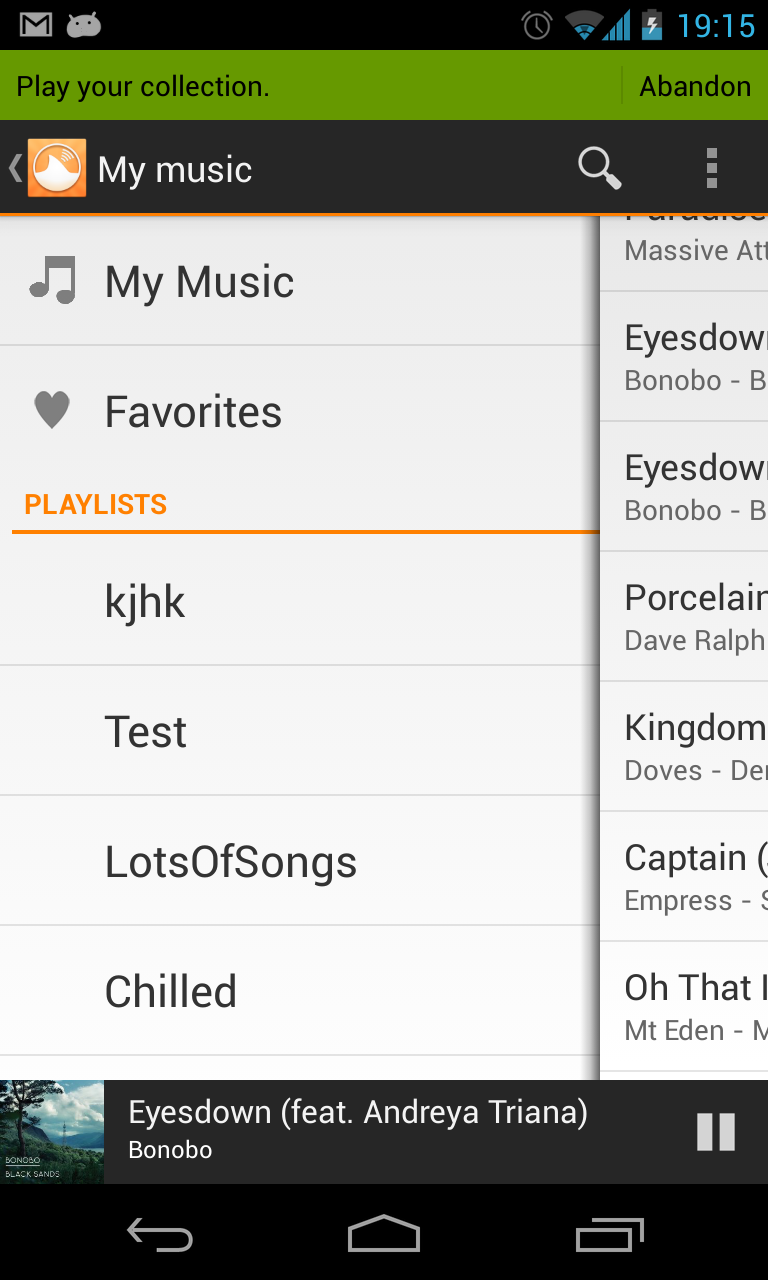 19:15
Play your collection.
Abandon
My music
My Music
Favorites
PLAYLISTS
kjhk
Test
LotsOfSongs
Chilled
Massive Att
Eyesdow
Bonobo - B
Eyesdow
Bonobo - B
Porcelain
Dave Ralph
Kingdom
Doves - De
Captain (
Empress - S
Oh That I
Mt Eden - M
Eyesdown (feat. Andreya Triana)
Bonobo
BONOBO
BLACK SANDS